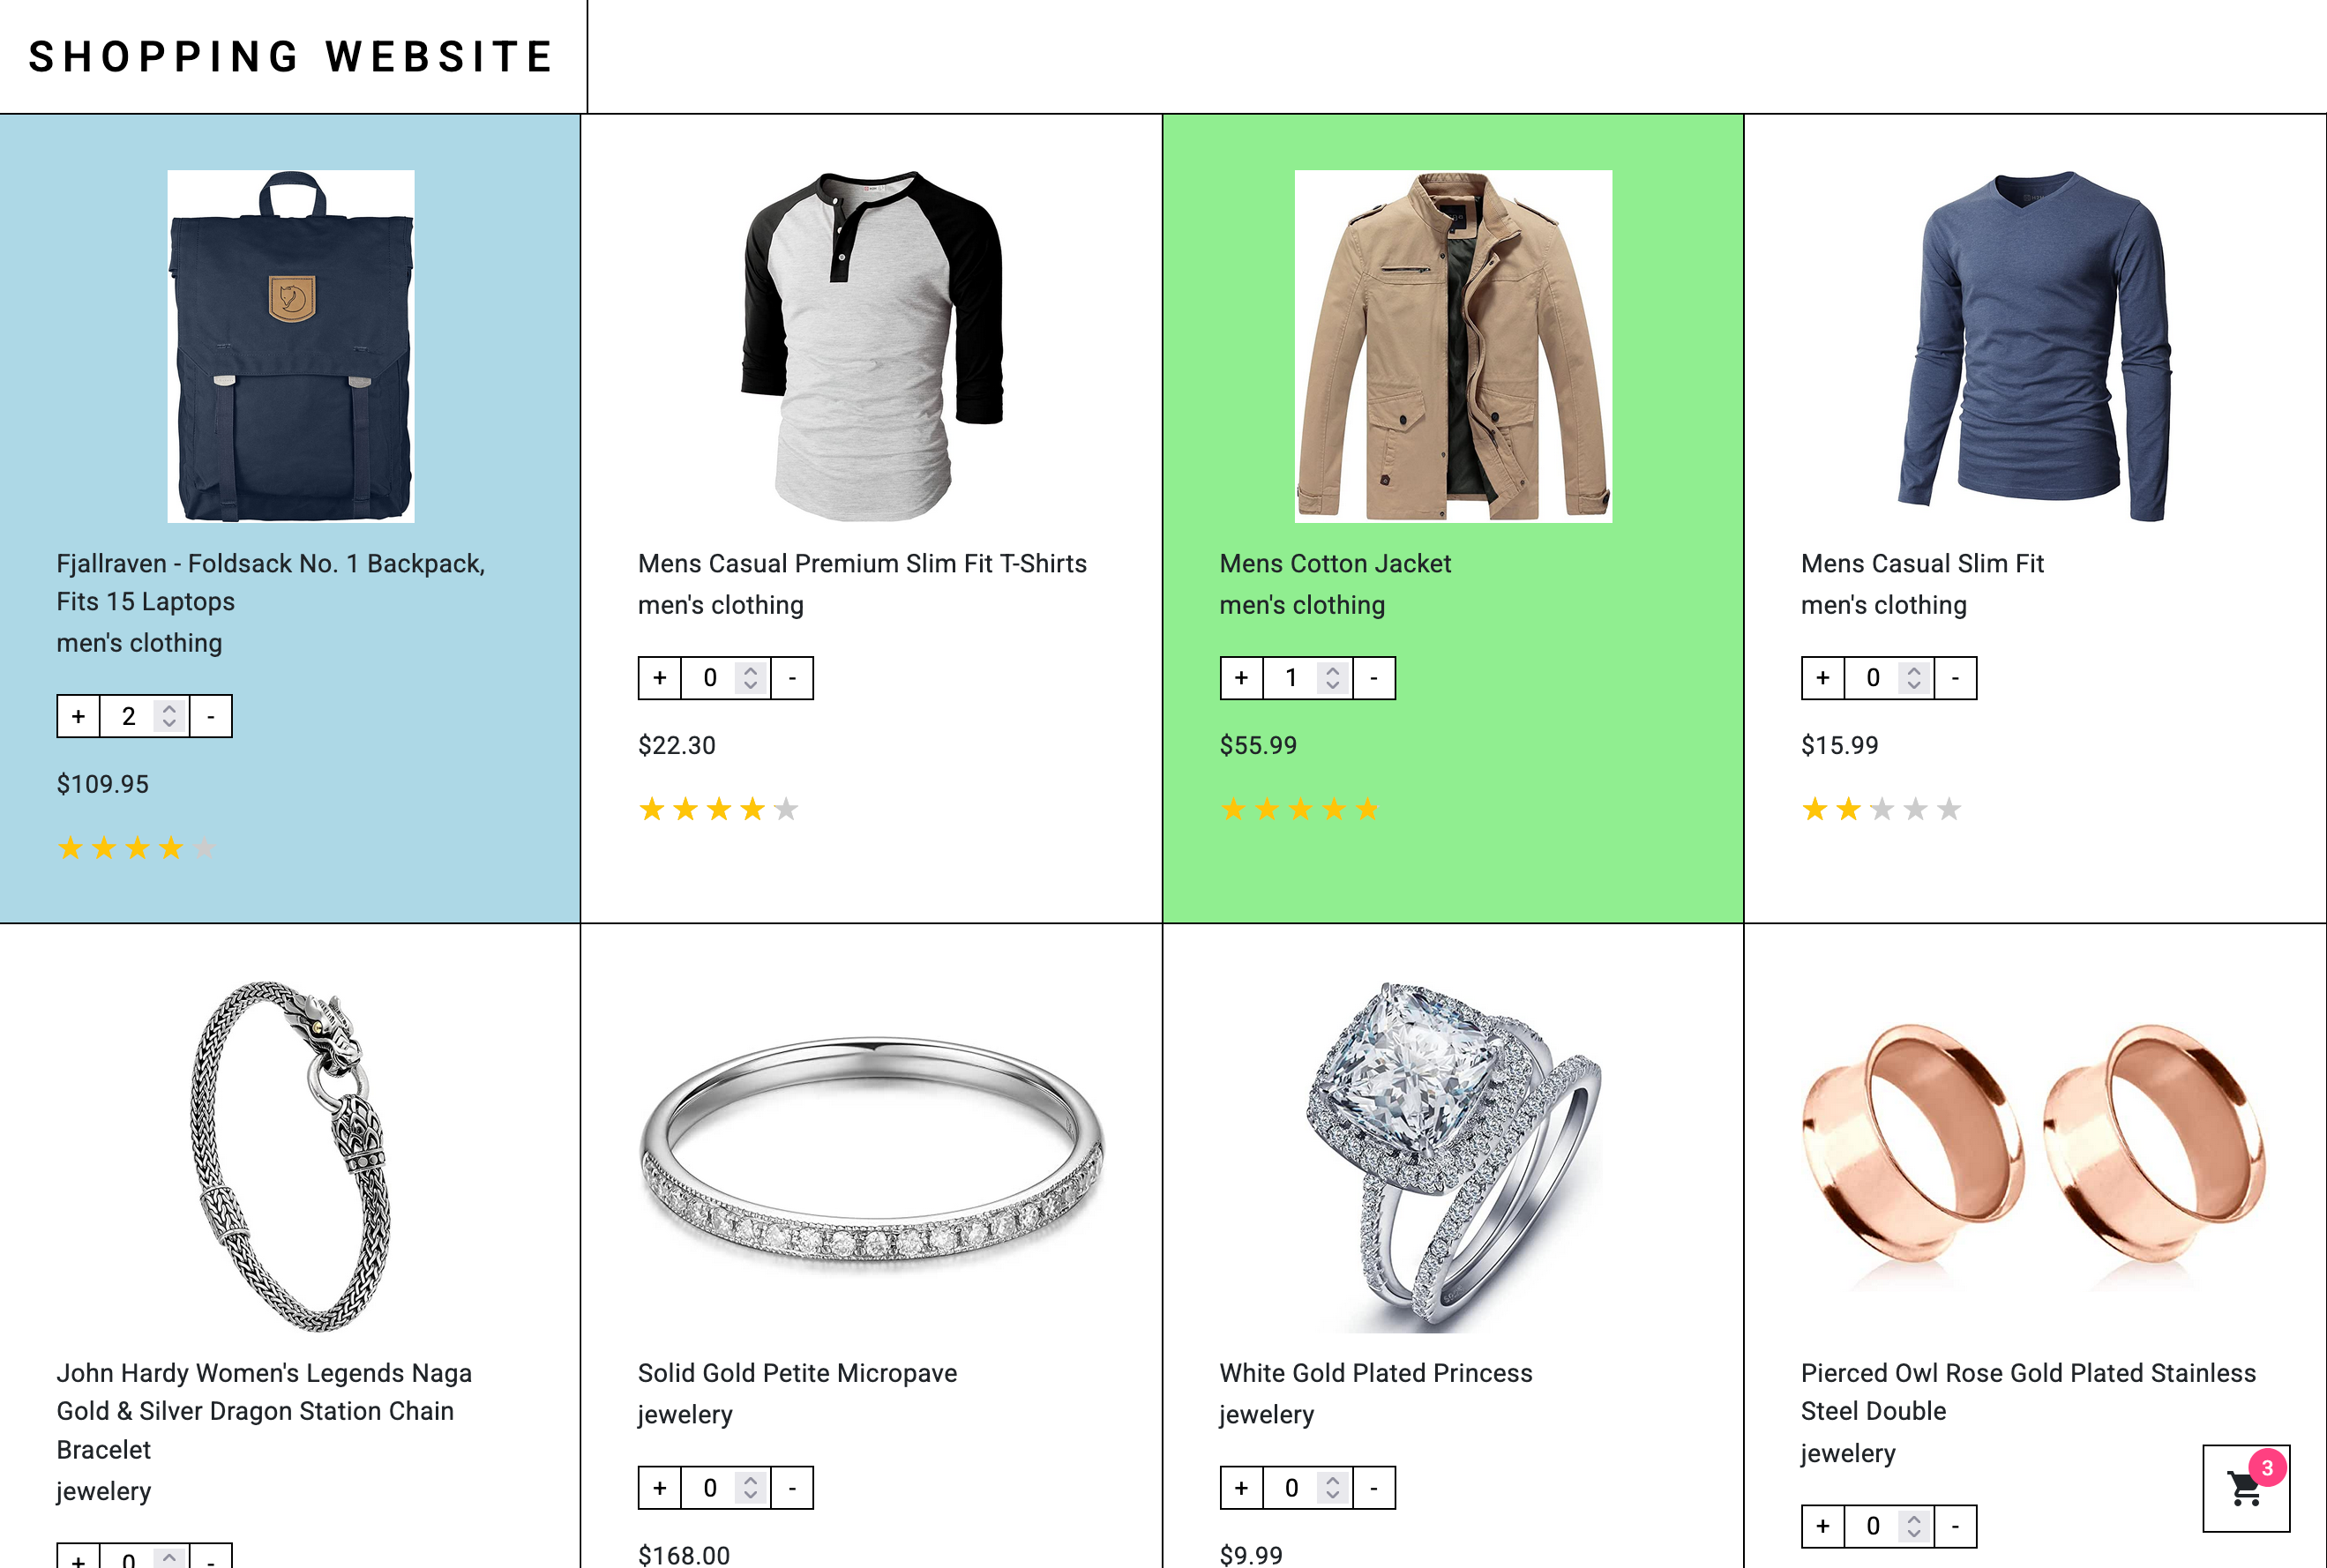 SHOPPING WEBSITE
Fjallraven - Foldsack No. 1 Backpack,
Fits 15 Laptops
men's clothing
+ 2 -
$109.95
Mens Casual Premium Slim Fit T-Shirts
men's clothing
+ 0 -
$22.30
Mens Cotton Jacket
men's clothing
+ 1 -
$55.99
Mens Casual Slim Fit
men's clothing
+ 0 -
$15.99
John Hardy Women's Legends Naga
Gold & Silver Dragon Station Chain
Bracelet
jewelery
+ 0 -
Solid Gold Petite Micropave
jewelery
+ 0 -
$168.00
White Gold Plated Princess
jewelery
+ 0 -
$9.99
Pierced Owl Rose Gold Plated Stainless
Steel Double
jewelery
+ 0 -
3